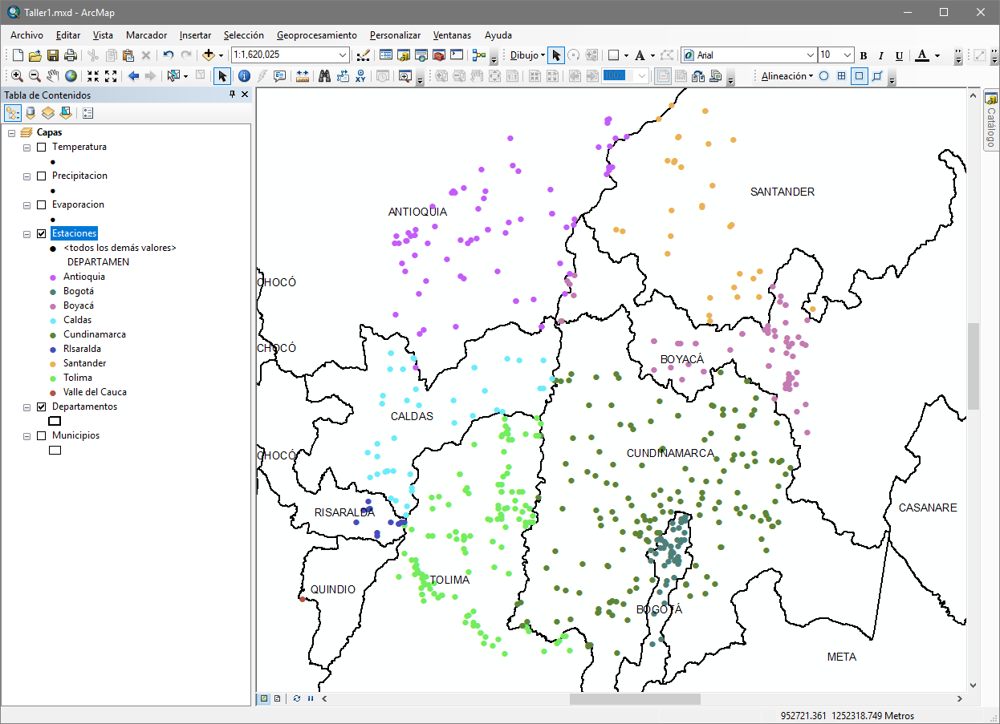 Taller1.mxd - ArcMap
Archivo Editar Vista Marcador Insertar Selección Geoprocesamiento Personalizar Ventanas Ayuda
1:1,620,025 Dibujo A Arial 10 B I U A
XY 100% Alineación
Tabla de Contenidos
Catálogo
Capas
Temperatura
Precipitacion
Evaporacion
Estaciones
<todos los demás valores>
DEPARTAMEN
Antioquia
Bogotá
Boyacá
Caldas
Cundinamarca
RIsaralda
Santander
Tolima
Valle del Cauca
Departamentos
Municipios
SANTANDER
ANTIOQUIA
CHOCÓ
CHOCÓ
BOYACÁ
CALDAS
CHOCÓ
CUNDINAMARCA
CASANARE
RISARALDA
TOLIMA
QUINDIO
BOGOTÁ
META
952721.361 1252318.749 Metros